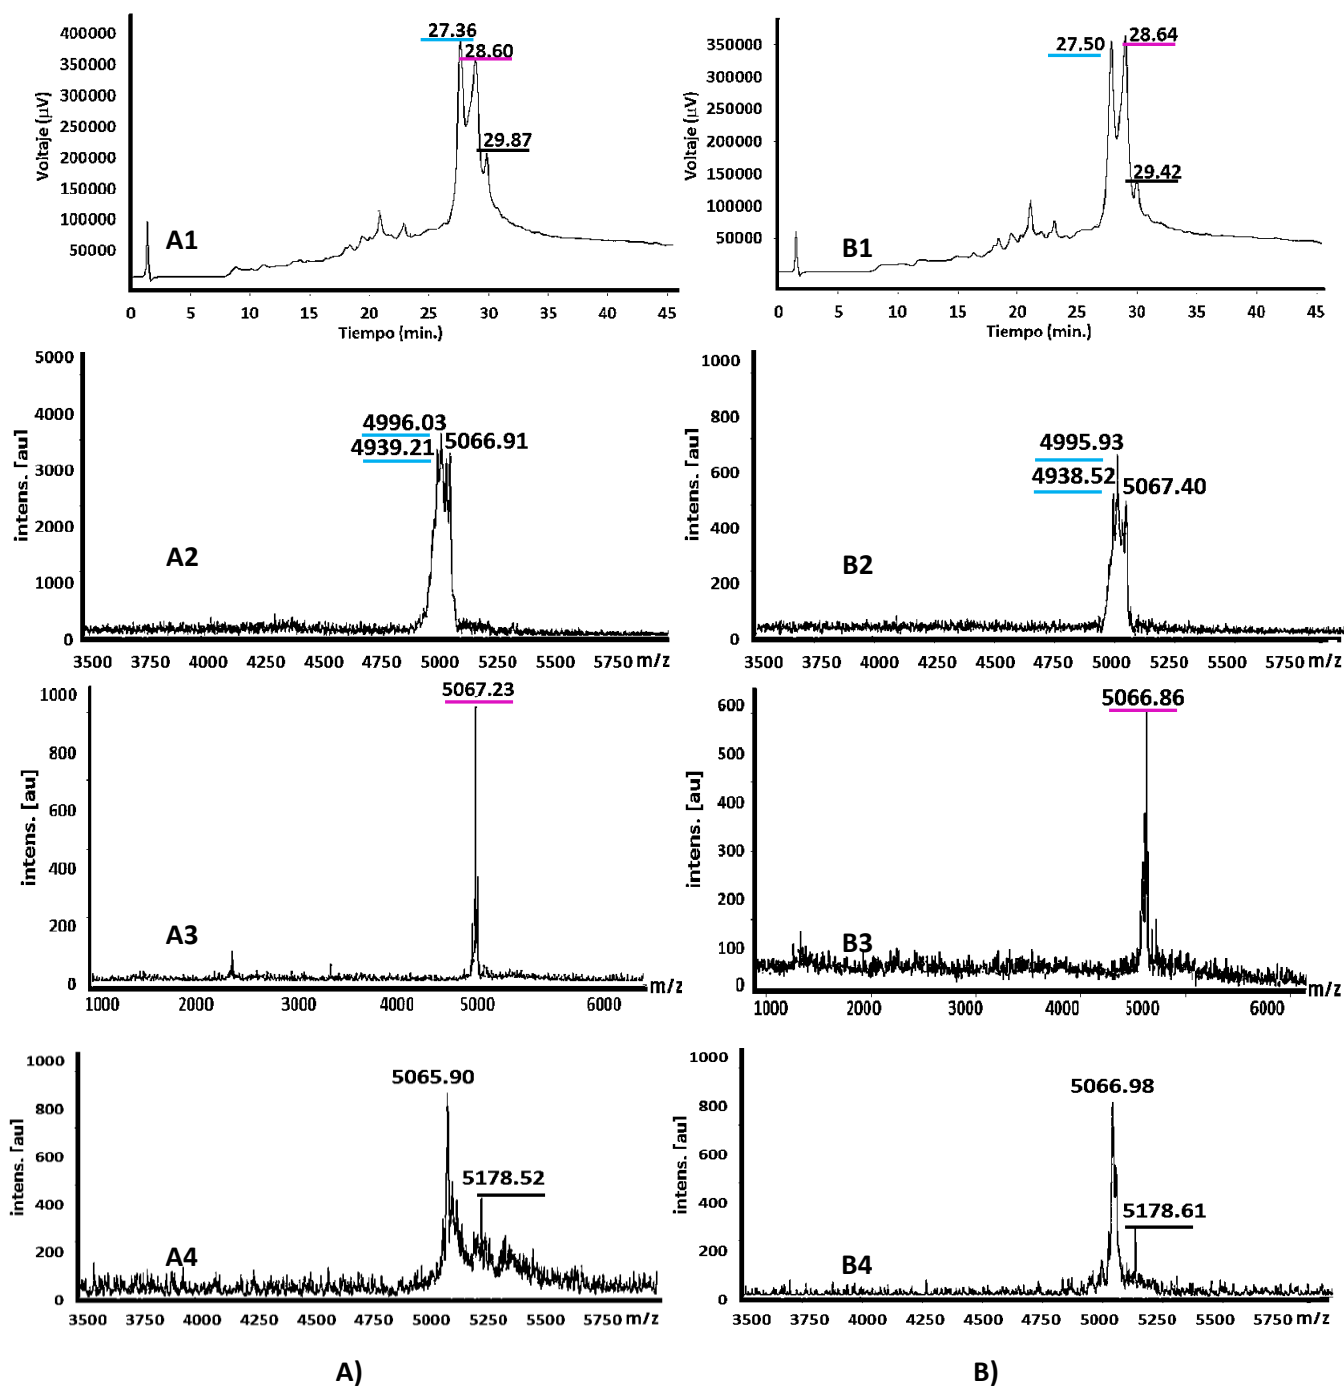 400000
350000
300000
250000
200000
150000
100000
50000
Voltaje (µV)
27.36
28.60
29.87
A1
0 5 10 15 20 25 30 35 40 45
Tiempo (min.)
350000
300000
250000
200000
150000
100000
50000
Voltaje (µV)
27.50
28.64
29.42
B1
0 5 10 15 20 25 30 35 40 45
Tiempo (min.)
5000
4000
3000
2000
1000
0
intens. [au]
4996.03
4939.21
5066.91
A2
3500 3750 4000 4250 4500 4750 5000 5250 5500 5750 m/z
1000
800
600
400
200
0
intens. [au]
4995.93
4938.52
5067.40
B2
3500 3750 4000 4250 4500 4750 5000 5250 5500 5750 m/z
1000
800
600
400
200
0
intens. [au]
5067.23
A3
1000 2000 3000 4000 5000 6000 m/z
600
500
400
300
200
100
0
intens. [au]
5066.86
B3
1000 2000 3000 4000 5000 6000 m/z
1000
800
600
400
200
0
intens. [au]
5065.90
5178.52
A4
3500 3750 4000 4250 4500 4750 5000 5250 5500 5750 m/z
1000
800
600
400
200
0
intens. [au]
5066.98
5178.61
B4
3500 3750 4000 4250 4500 4750 5000 5250 5500 5750 m/z
A)
B)